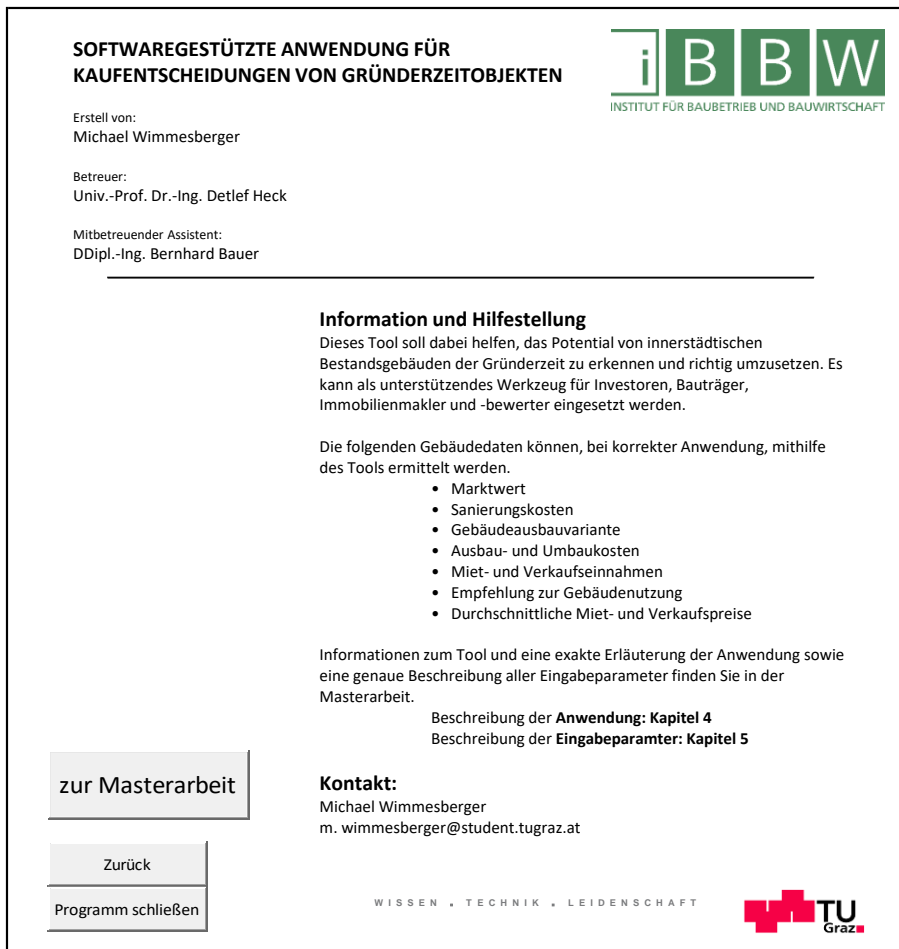 SOFTWAREGESTÜTZTE ANWENDUNG FÜR
KAUFENTSCHEIDUNGEN VON GRÜNDERZEITOBJEKTEN
iBBW
INSTITUT FÜR BAUBETRIEB UND BAUWIRTSCHAFT
Erstell von:
Michael Wimmesberger
Betreuer:
Univ.-Prof. Dr.-Ing. Detlef Heck
Mitbetreuender Assistent:
DDipl.-Ing. Bernhard Bauer
Information und Hilfestellung
Dieses Tool soll dabei helfen, das Potential von innerstädtischen
Bestandsgebäuden der Gründerzeit zu erkennen und richtig umzusetzen. Es
kann als unterstützendes Werkzeug für Investoren, Bauträger,
Immobilienmakler und -bewerter eingesetzt werden.
Die folgenden Gebäudedaten können, bei korrekter Anwendung, mithilfe
des Tools ermittelt werden.
• Marktwert
• Sanierungskosten
• Gebäudeausbauvariante
• Ausbau- und Umbaukosten
• Miet- und Verkaufseinnahmen
• Empfehlung zur Gebäudenutzung
• Durchschnittliche Miet- und Verkaufspreise
Informationen zum Tool und eine exakte Erläuterung der Anwendung sowie
eine genaue Beschreibung aller Eingabeparameter finden Sie in der
Masterarbeit.
Beschreibung der Anwendung: Kapitel 4
Beschreibung der Eingabeparamter: Kapitel 5
zur Masterarbeit
Kontakt:
Michael Wimmesberger
m. wimmesberger@student.tugraz.at
Zurück
Programm schließen
WISSEN . TECHNIK . LEIDENSCHAFT
TU
Graz